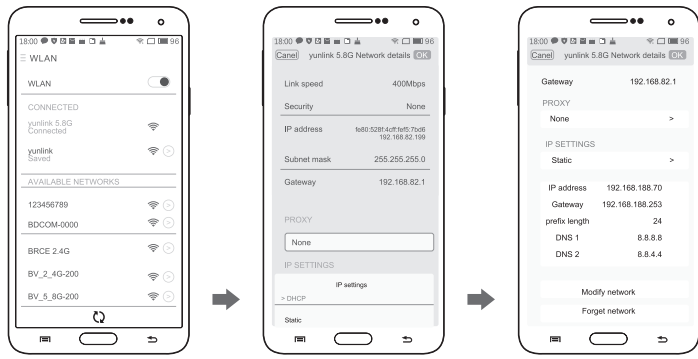 18:00 96
WLAN
WLAN
CONNECTED
yunlink 5.8G
Connected
yunlink
Saved
AVAILABLE NETWORKS
123456789
BDCOM-0000
BRCE 2.4G
BV_2_4G-200
BV_5_8G-200
18:00 96
Canel yunlink 5.8G Network details OK
Link speed 400Mbps
Security None
IP address fe80:528f:4cff:fef5:7bd6
192.168.82.199
Subnet mask 255.255.255.0
Gateway 192.168.82.1
PROXY
None
IP SETTINGS
IP settings
> DHCP
Static
18:00 96
Canel yunlink 5.8G Network details OK
Gateway 192.168.82.1
PROXY
None >
IP SETTINGS
Static >
IP address 192.168.188.70
Gateway 192.168.188.253
prefix length 24
DNS 1 8.8.8.8
DNS 2 8.8.4.4
Modify network
Forget network